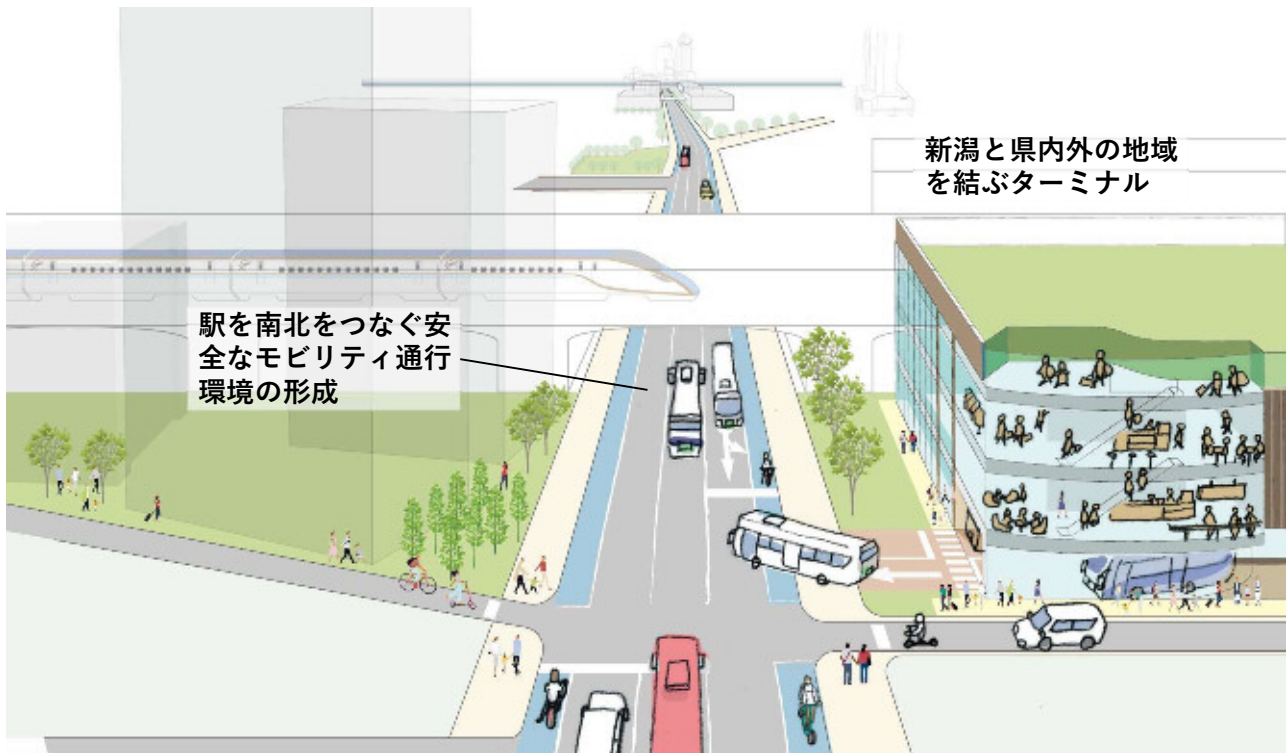 新潟と県内外の地域
を結ぶターミナル
駅を南北をつなぐ安
全なモビリティ通行
環境の形成